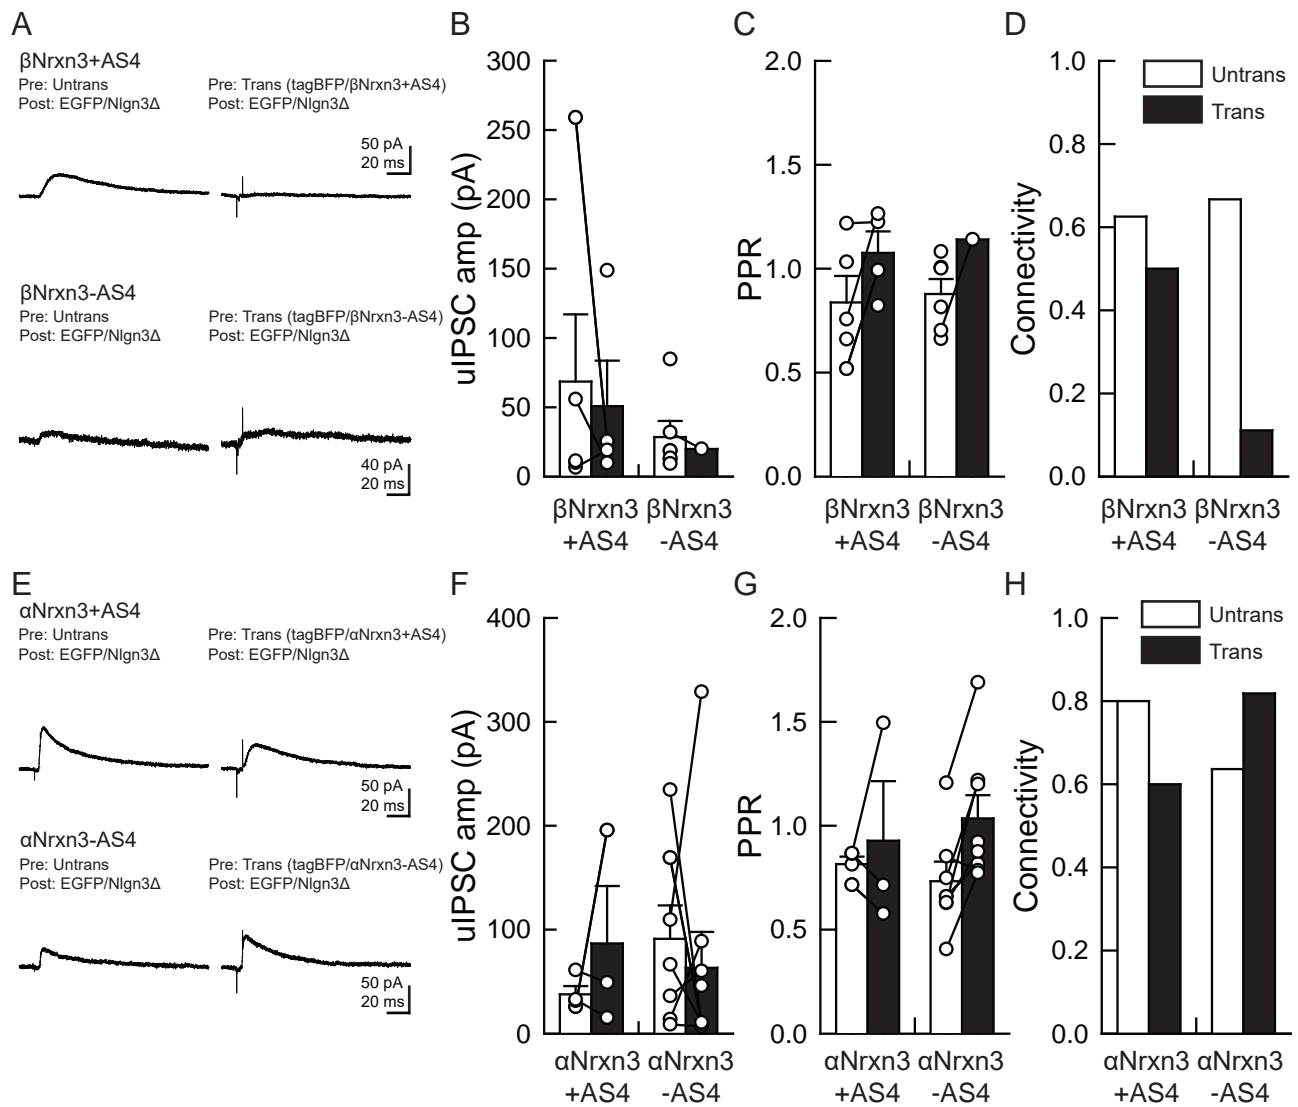 A
βNrxn3+AS4
Pre: Untrans
Post: EGFP/Nlgn3Δ
Pre: Trans (tagBFP/βNrxn3+AS4)
Post: EGFP/Nlgn3Δ
50 pA
20 ms
βNrxn3-AS4
Pre: Untrans
Post: EGFP/Nlgn3Δ
Pre: Trans (tagBFP/βNrxn3-AS4)
Post: EGFP/Nlgn3Δ
40 pA
20 ms
B
uIPSC amp (pA)
300
250
200
150
100
50
0
βNrxn3
+AS4
βNrxn3
-AS4
C
PPR
2.0
1.5
1.0
0.5
0.0
βNrxn3
+AS4
βNrxn3
-AS4
D
Connectivity
1.0
0.8
0.6
0.4
0.2
0.0
Untrans
Trans
βNrxn3
+AS4
βNrxn3
-AS4
E
αNrxn3+AS4
Pre: Untrans
Post: EGFP/Nlgn3Δ
Pre: Trans (tagBFP/αNrxn3+AS4)
Post: EGFP/Nlgn3Δ
50 pA
20 ms
αNrxn3-AS4
Pre: Untrans
Post: EGFP/Nlgn3Δ
Pre: Trans (tagBFP/αNrxn3-AS4)
Post: EGFP/Nlgn3Δ
50 pA
20 ms
F
uIPSC amp (pA)
400
300
200
100
0
αNrxn3
+AS4
αNrxn3
-AS4
G
PPR
2.0
1.5
1.0
0.5
0.0
αNrxn3
+AS4
αNrxn3
-AS4
H
Connectivity
1.0
0.8
0.6
0.4
0.2
0.0
Untrans
Trans
αNrxn3
+AS4
αNrxn3
-AS4